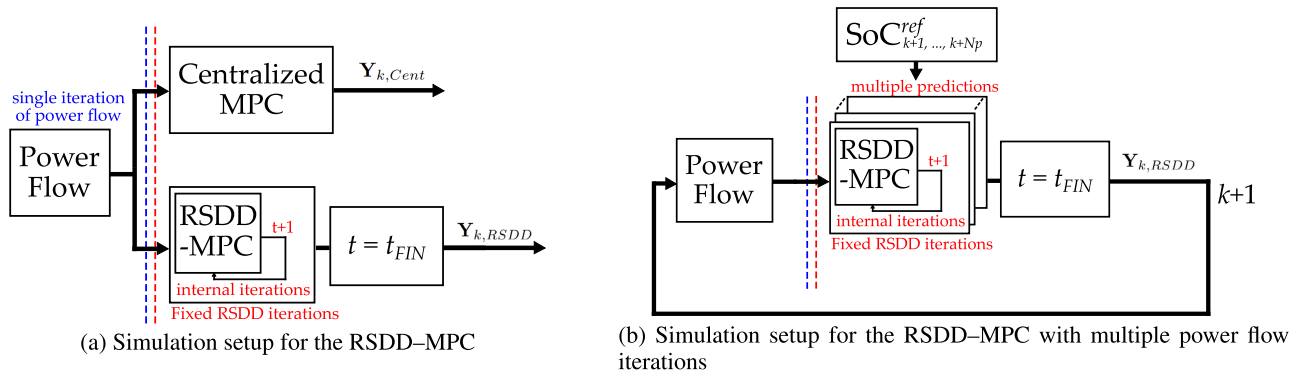 single iteration
of power flow
Power
Flow
Centralized
MPC
Y_{k,Cent}
RSDD
-MPC
t+1
internal iterations
Fixed RSDD iterations
t = t_{FIN}
Y_{k,RSDD}
(a) Simulation setup for the RSDD–MPC
SoC^{ref}_{k+1, ..., k+Np}
multiple predictions
Power
Flow
RSDD
-MPC
t+1
internal iterations
Fixed RSDD iterations
t = t_{FIN}
Y_{k,RSDD}
k+1
(b) Simulation setup for the RSDD–MPC with multiple power flow
iterations